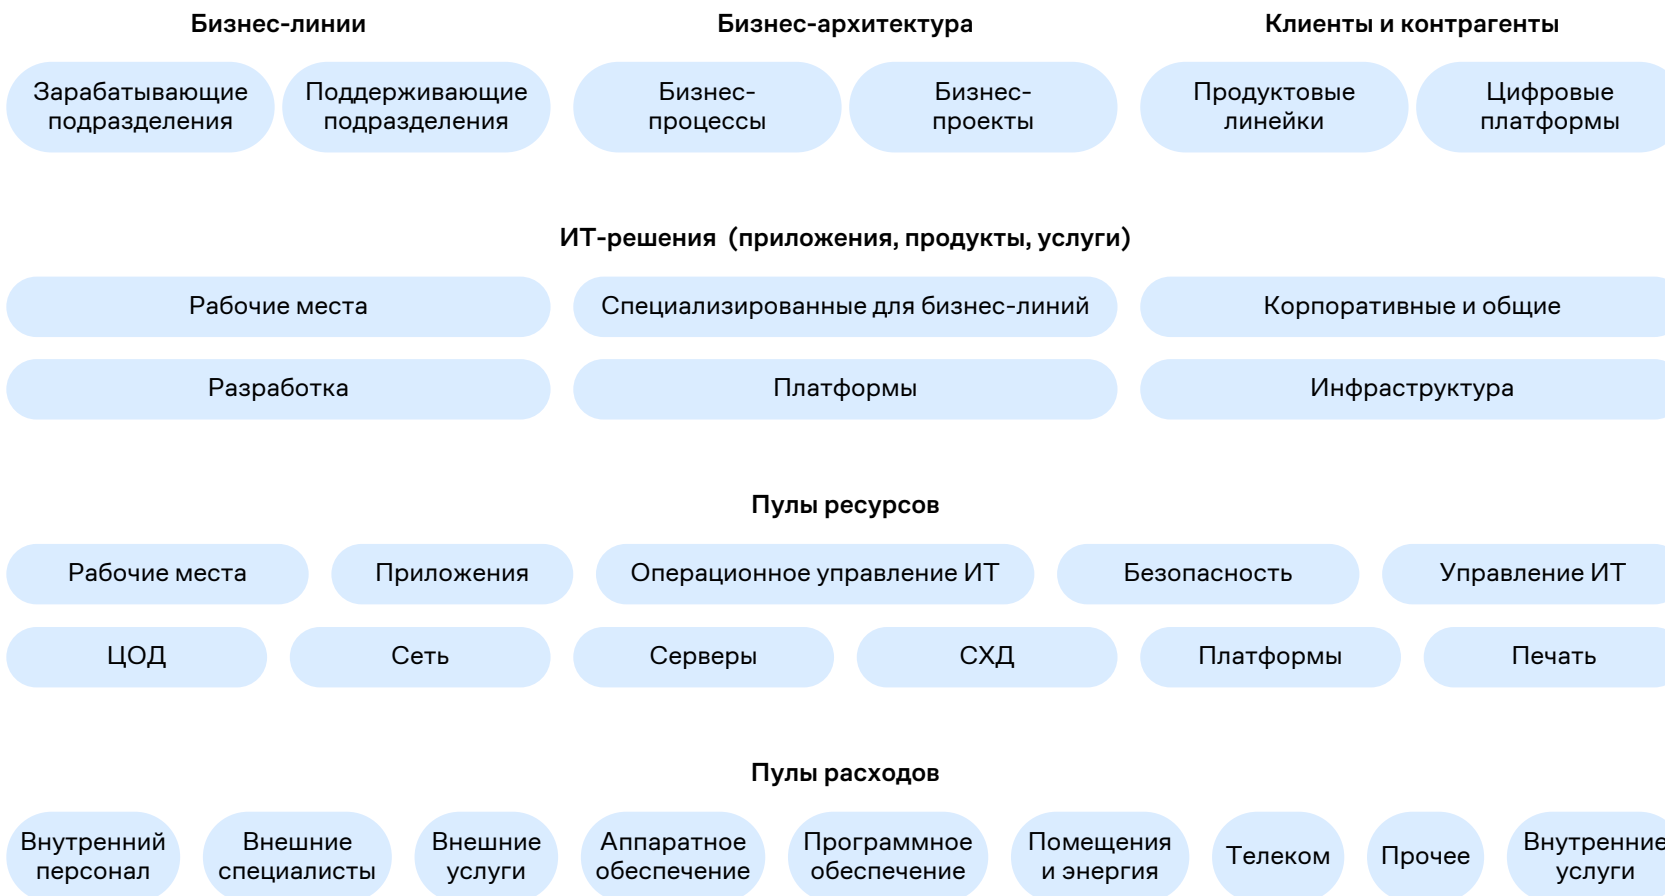 Бизнес-линии Бизнес-архитектура Клиенты и контрагенты
Зарабатывающие Поддерживающие Бизнес- Бизнес- Продуктовые Цифровые
подразделения подразделения процессы проекты линейки платформы
ИТ-решения (приложения, продукты, услуги)
Рабочие места Специализированные для бизнес-линий Корпоративные и общие
Разработка Платформы Инфраструктура
Пулы ресурсов
Рабочие места Приложения Операционное управление ИТ Безопасность Управление ИТ
ЦОД Сеть Серверы СХД Платформы Печать
Пулы расходов
Внутренний Внешние Внешние Аппаратное Программное Помещения Телеком Прочее Внутренние
персонал специалисты услуги обеспечение обеспечение и энергия услуги